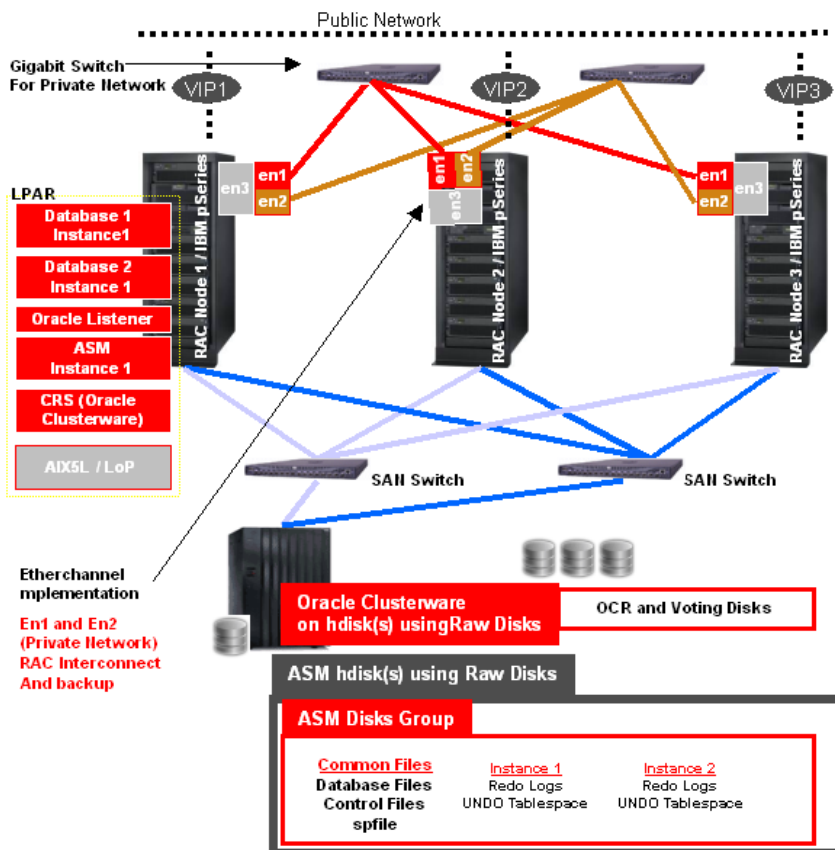 Public Network
Gigabit Switch
For Private Network
VIP1
VIP2
VIP3
en3
en1
en2
en1
en2
en3
en1
en2
en3
LPAR
Database 1
Instance1
Database 2
Instance 1
Oracle Listener
ASM
Instance 1
CRS (Oracle
Clusterware)
AIX5L / LoP
RAC Node 1 / IBM pSeries
RAC Node 2 / IBM pSeries
RAC Node 3 / IBM pSeries
SAN Switch
SAN Switch
Etherchannel
mplementation
En1 and En2
(Private Network)
RAC Interconnect
And backup
Oracle Clusterware
on hdisk(s) usingRaw Disks
OCR and Voting Disks
ASM hdisk(s) using Raw Disks
ASM Disks Group
Common Files
Database Files
Control Files
spfile
Instance 1
Redo Logs
UNDO Tablespace
Instance 2
Redo Logs
UNDO Tablespace